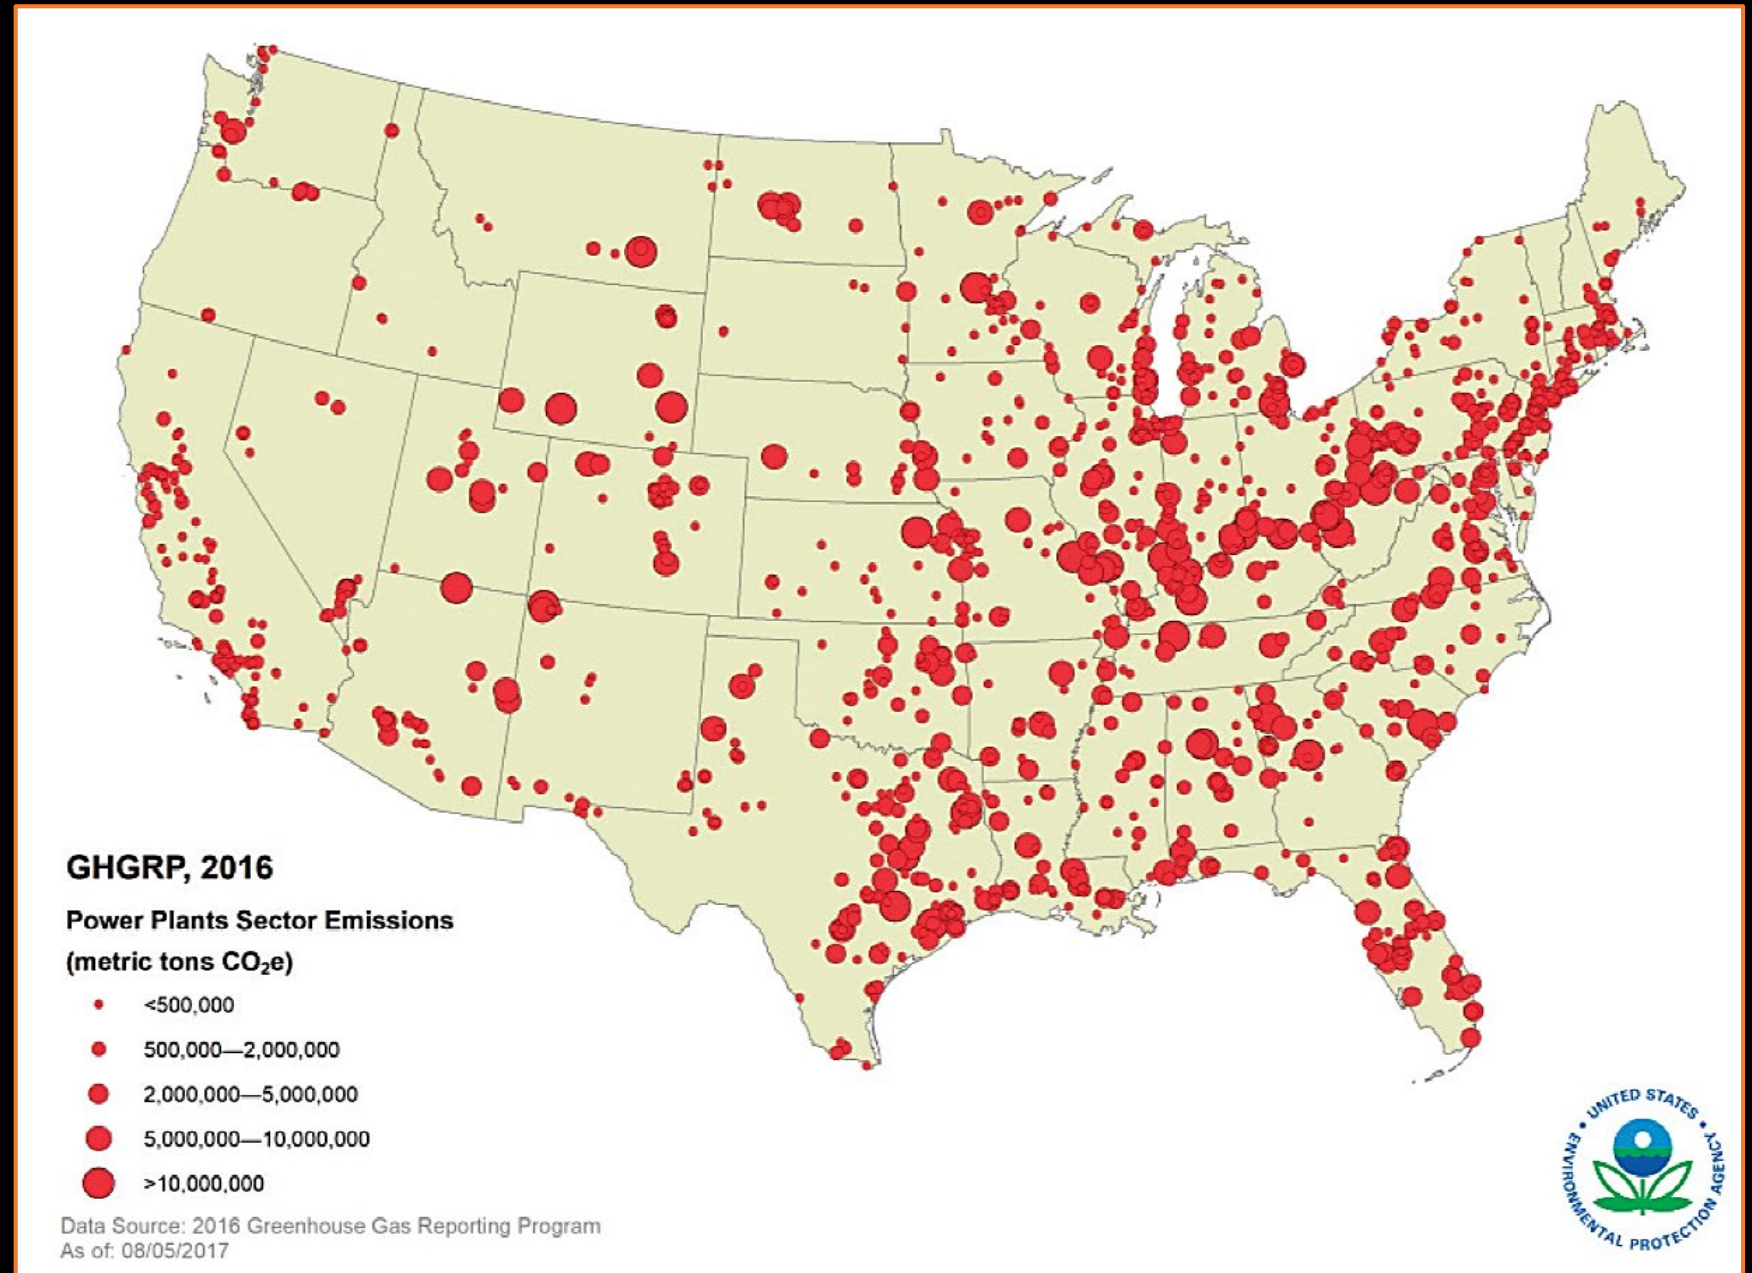 GHGRP, 2016
Power Plants Sector Emissions
(metric tons CO₂e)
<500,000
500,000—2,000,000
2,000,000—5,000,000
5,000,000—10,000,000
>10,000,000
Data Source: 2016 Greenhouse Gas Reporting Program
As of: 08/05/2017
• UNITED STATES •
ENVIRONMENTAL PROTECTION AGENCY